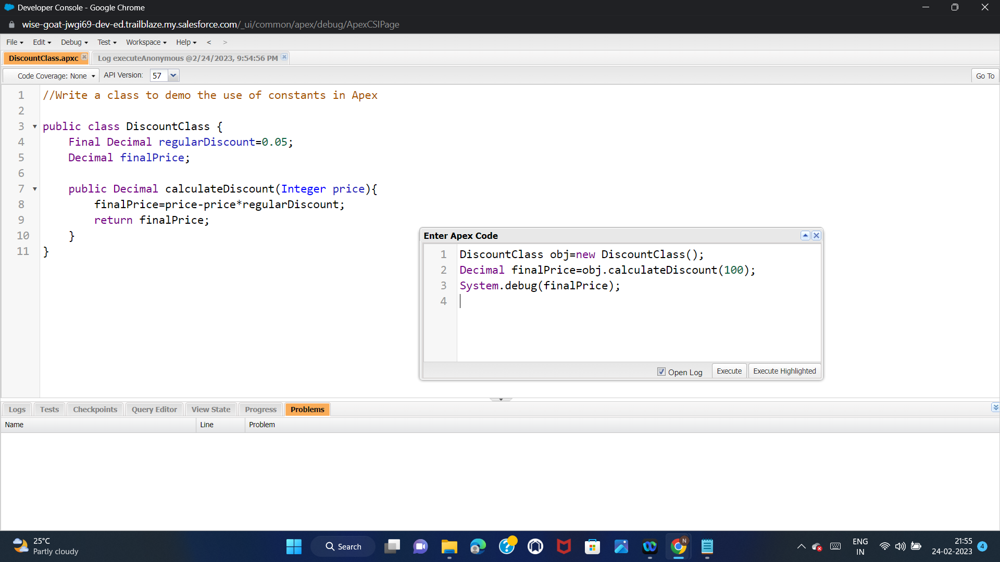 Developer Console - Google Chrome
wise-goat-jwgi69-dev-ed.trailblaze.my.salesforce.com/_ui/common/apex/debug/ApexCSIPage
File Edit Debug Test Workspace Help < >
DiscountClass.apxc Log executeAnonymous @2/24/2023, 9:54:56 PM
Code Coverage: None API Version: 57 Go To
1 //Write a class to demo the use of constants in Apex
2
3 public class DiscountClass {
4 Final Decimal regularDiscount=0.05;
5 Decimal finalPrice;
6
7 public Decimal calculateDiscount(Integer price){
8 finalPrice=price-price*regularDiscount;
9 return finalPrice;
10 }
11 }
Enter Apex Code
1 DiscountClass obj=new DiscountClass();
2 Decimal finalPrice=obj.calculateDiscount(100);
3 System.debug(finalPrice);
4
Open Log Execute Execute Highlighted
Logs Tests Checkpoints Query Editor View State Progress Problems
Name Line Problem
25°C
Partly cloudy
Search
N
ENG
IN
21:55
24-02-2023
4